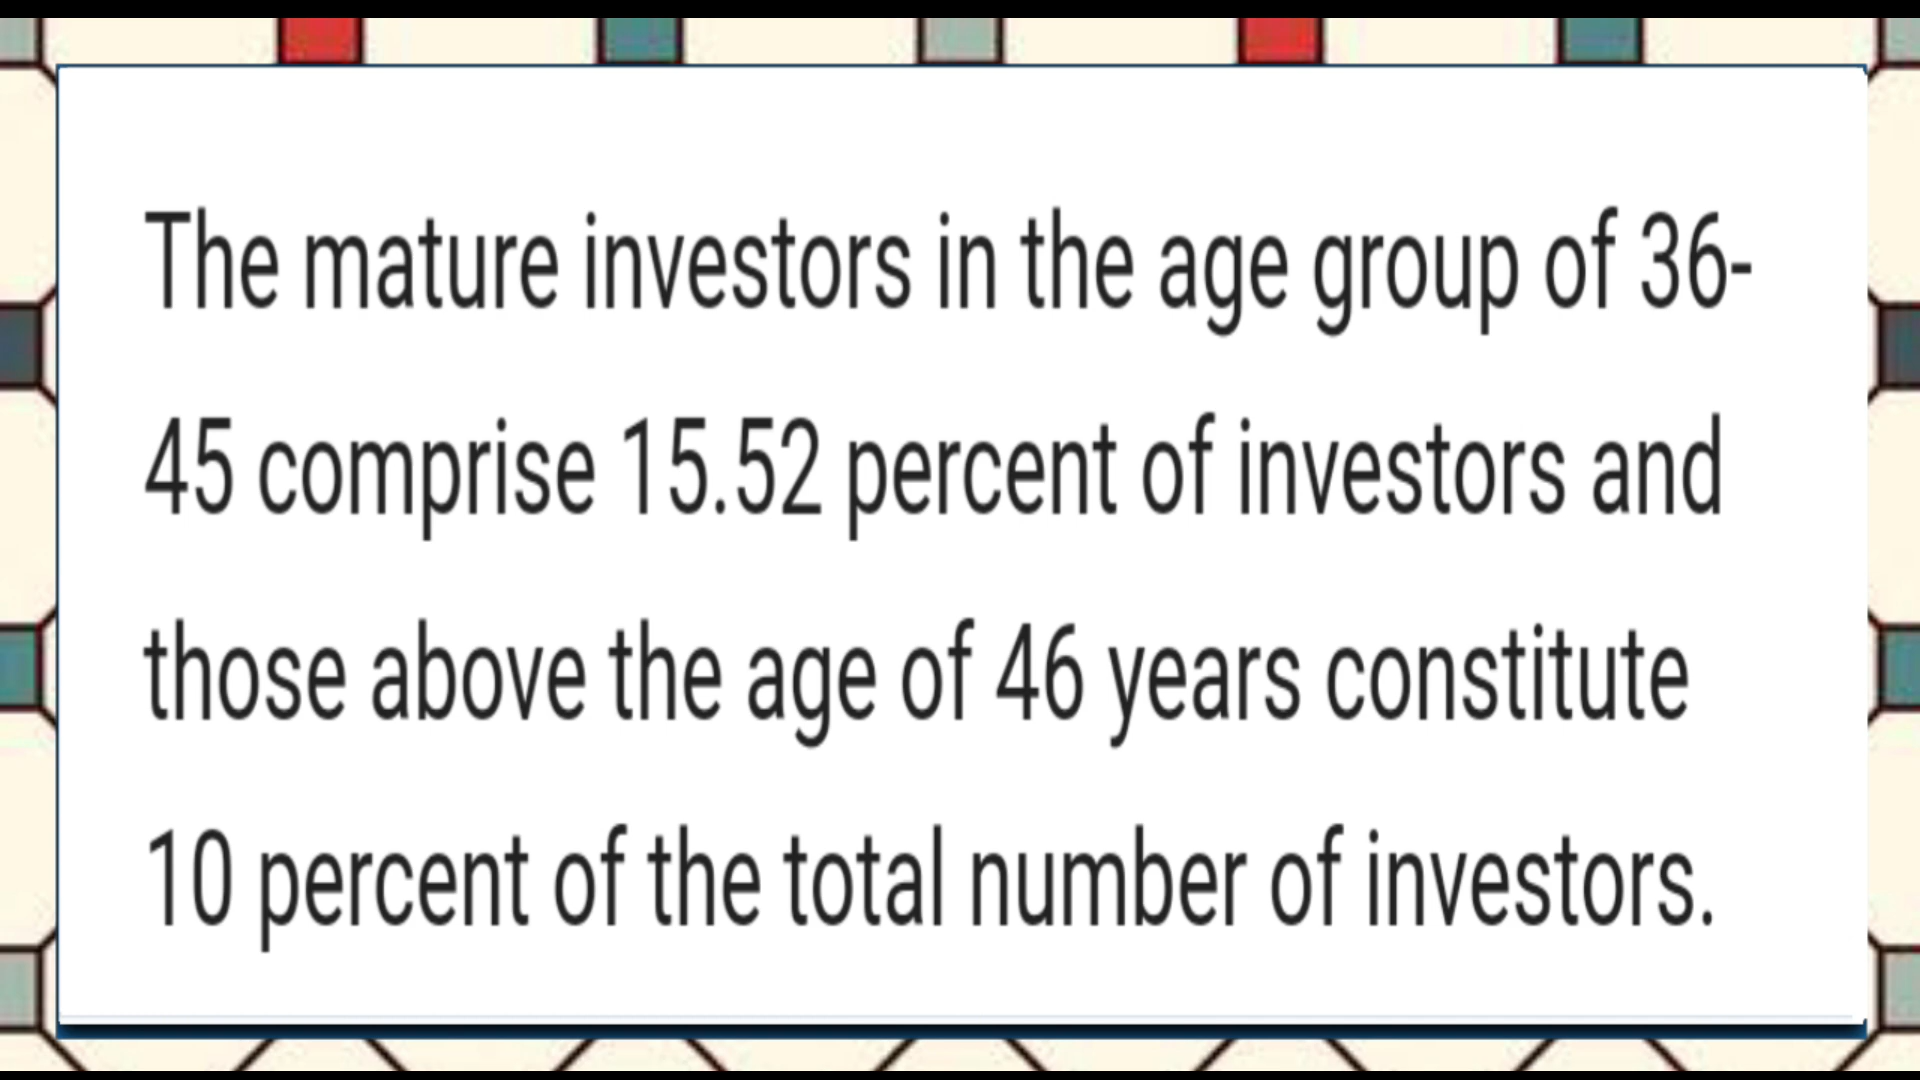 The mature investors in the age group of 36-
45 comprise 15.52 percent of investors and
those above the age of 46 years constitute
10 percent of the total number of investors.